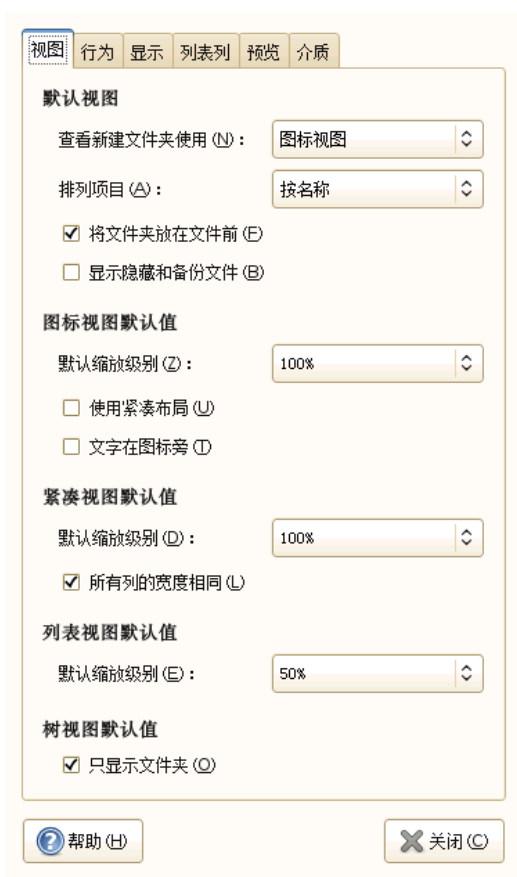 视图 行为 显示 列表列 预览 介质
默认视图
查看新建文件夹使用(N)： 图标视图
排列项目(A)： 按名称
将文件夹放在文件前(F)
显示隐藏和备份文件(B)
图标视图默认值
默认缩放级别(Z)： 100%
使用紧凑布局(U)
文字在图标旁(T)
紧凑视图默认值
默认缩放级别(D)： 100%
所有列的宽度相同(L)
列表视图默认值
默认缩放级别(E)： 50%
树视图默认值
只显示文件夹(O)
帮助(H) 关闭(C)